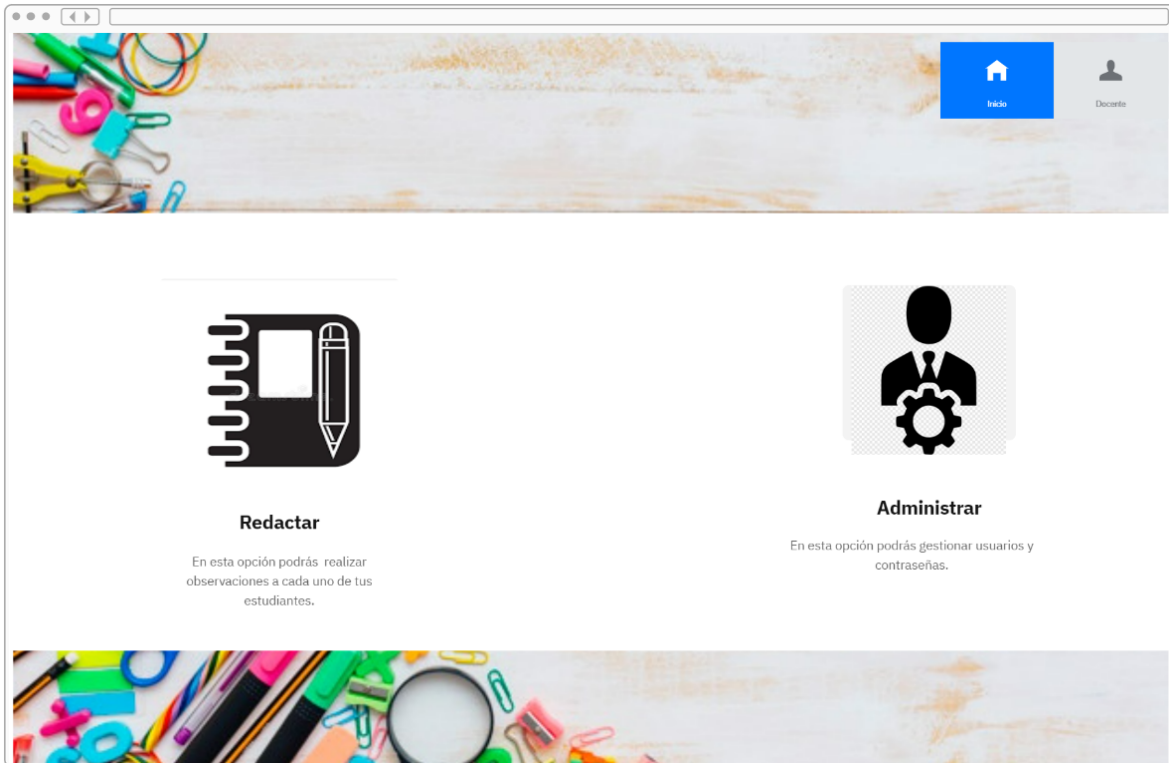 Inicio
Docente
Redactar
En esta opción podrás realizar
observaciones a cada uno de tus
estudiantes.
Administrar
En esta opción podrás gestionar usuarios y
contraseñas.